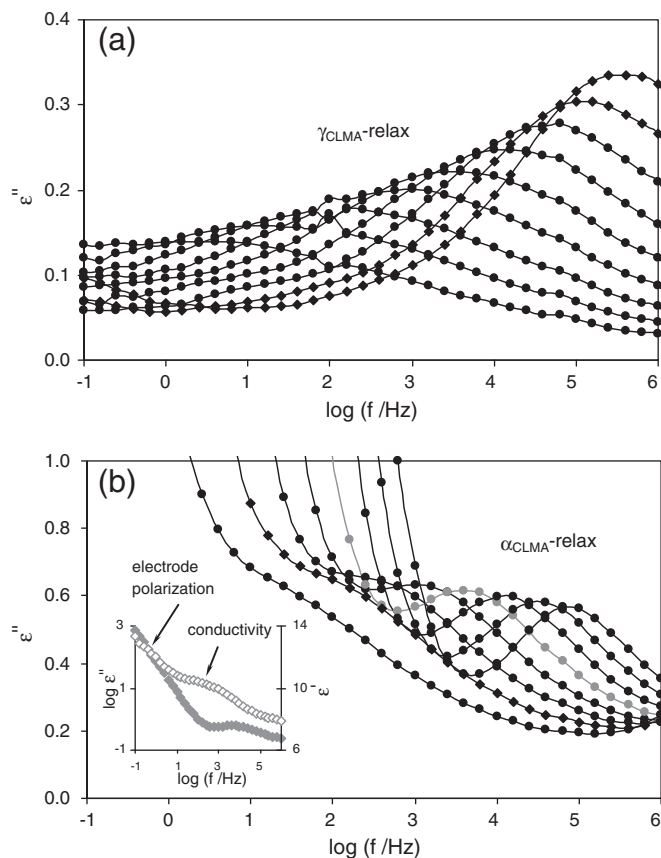 (a)
0.4
0.3
0.2
0.1
0.0
ε"
γCLMA-relax
-1 0 1 2 3 4 5 6
log (f /Hz)
(b)
1.0
0.8
0.6
0.4
0.2
0.0
ε"
αCLMA-relax
electrode
polarization
conductivity
3 14
1 10
-1 6
log ε"
ε'
-1 1 3 5
log (f /Hz)
-1 0 1 2 3 4 5 6
log (f /Hz)